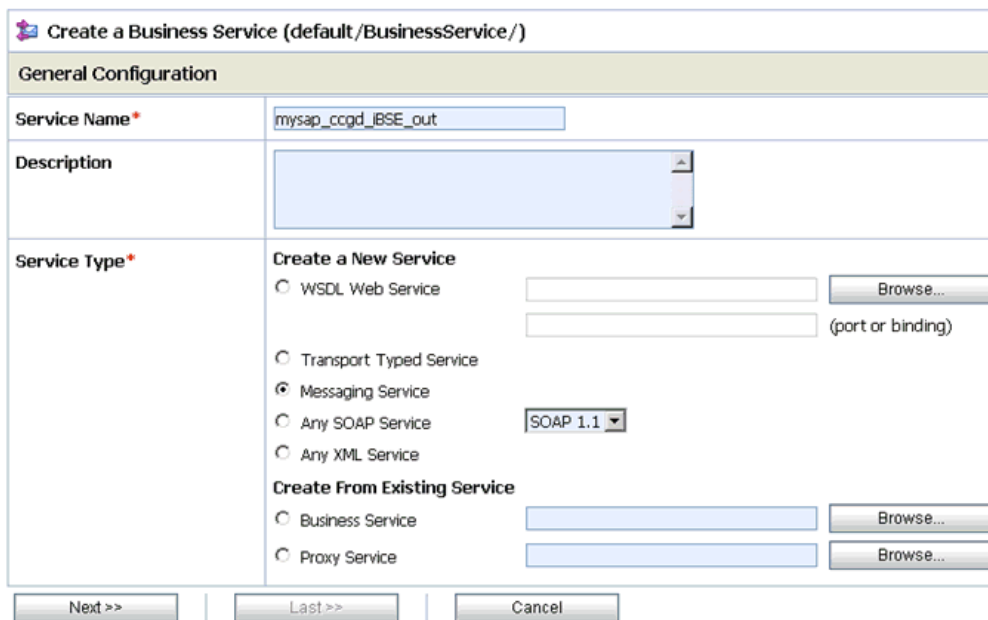 Create a Business Service (default/BusinessService/)
General Configuration
Service Name*
mysap_ccgd_iBSE_out
Description
Service Type*
Create a New Service
WSDL Web Service
Browse...
(port or binding)
Transport Typed Service
Messaging Service
Any SOAP Service
SOAP 1.1
Any XML Service
Create From Existing Service
Business Service
Browse...
Proxy Service
Browse...
Next >>
Last >>
Cancel